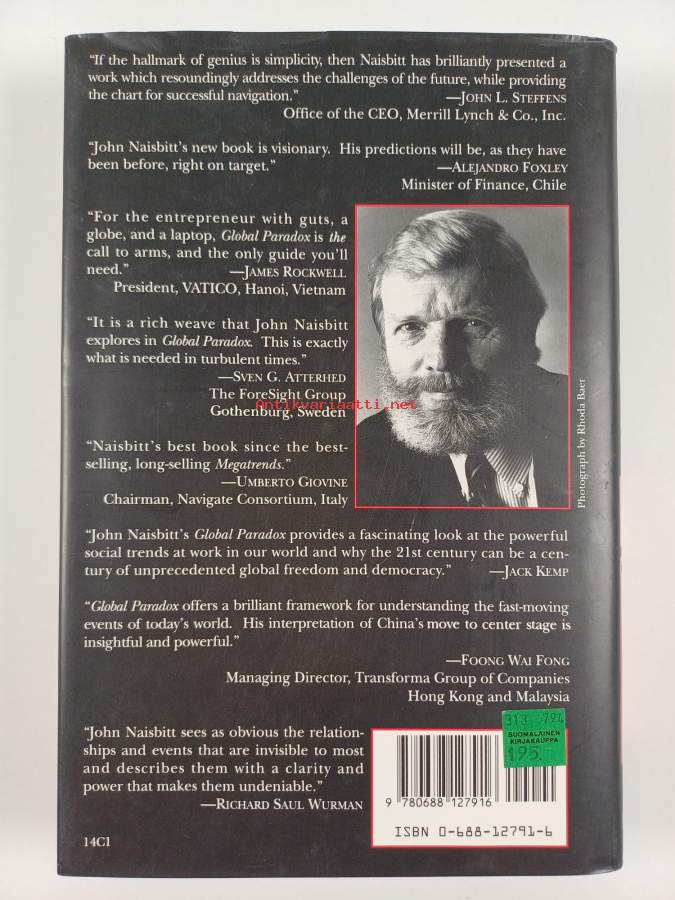 “If the hallmark of genius is simplicity, then Naisbitt has brilliantly presented a
work which resoundingly addresses the challenges of the future, while providing
the chart for successful navigation.” —JOHN L. STEFFENS
Office of the CEO, Merrill Lynch & Co., Inc.
“John Naisbitt’s new book is visionary. His predictions will be, as they have
been before, right on target.” —ALEJANDRO FOXLEY
Minister of Finance, Chile
“For the entrepreneur with guts, a
globe, and a laptop, Global Paradox is the
call to arms, and the only guide you’ll
need.” —JAMES ROCKWELL
President, VATICO, Hanoi, Vietnam
“It is a rich weave that John Naisbitt
explores in Global Paradox. This is exactly
what is needed in turbulent times.”
—SVEN G. ATTERHED
The ForeSight Group
Gothenburg, Sweden
Antikvariaatti.net
“Naisbitt’s best book since the best-
selling, long-selling Megatrends.”
—UMBERTO GIOVINE
Chairman, Navigate Consortium, Italy
Photograph by Rhoda Baer
“John Naisbitt’s Global Paradox provides a fascinating look at the powerful
social trends at work in our world and why the 21st century can be a cen-
tury of unprecedented global freedom and democracy.” —JACK KEMP
“Global Paradox offers a brilliant framework for understanding the fast-moving
events of today’s world. His interpretation of China’s move to center stage is
insightful and powerful.”
—FOONG WAI FONG
Managing Director, Transforma Group of Companies
Hong Kong and Malaysia
“John Naisbitt sees as obvious the relation-
ships and events that are invisible to most
and describes them with a clarity and
power that makes them undeniable.”
—RICHARD SAUL WURMAN
14C1
313 794
SUOMALAINEN
KIRJAKAUPPA
195.
9 780688 127916
ISBN 0-688-12791-6